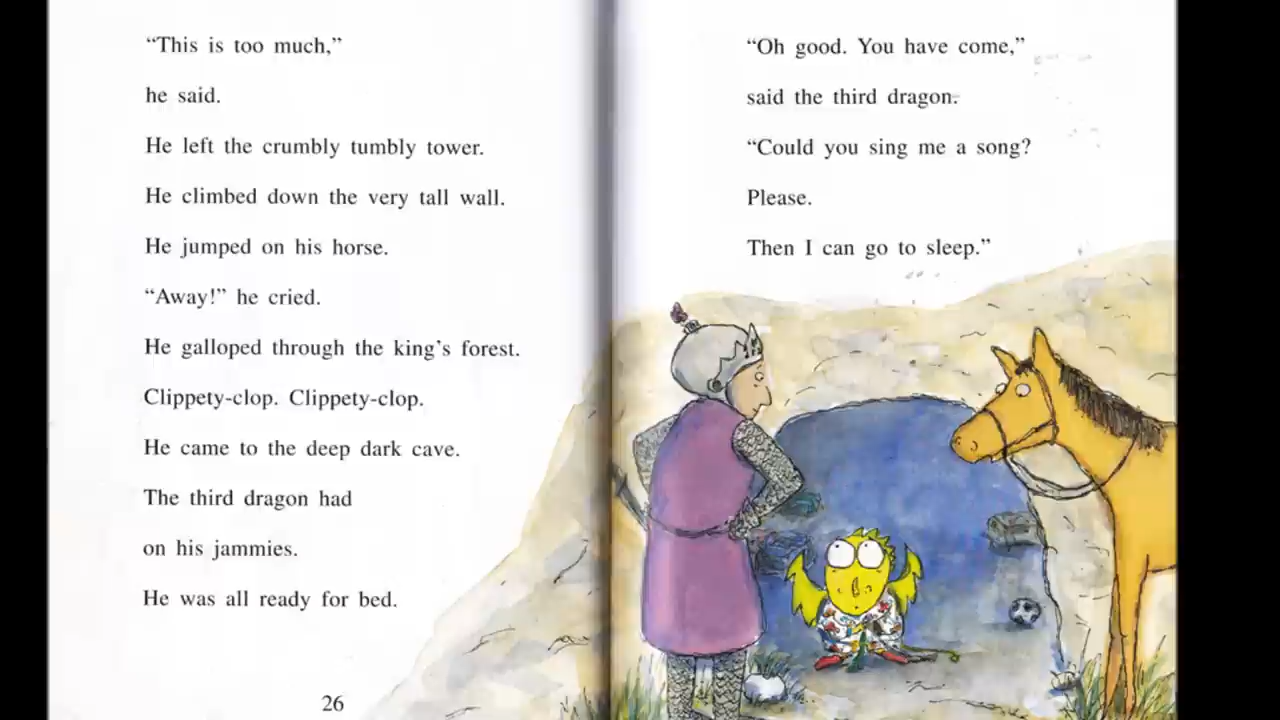 “This is too much,”
he said.
He left the crumbly tumbly tower.
He climbed down the very tall wall.
He jumped on his horse.
“Away!” he cried.
He galloped through the king’s forest.
Clippety-clop. Clippety-clop.
He came to the deep dark cave.
The third dragon had
on his jammies.
He was all ready for bed.
26
“Oh good. You have come,”
said the third dragon.
“Could you sing me a song?
Please.
Then I can go to sleep.”